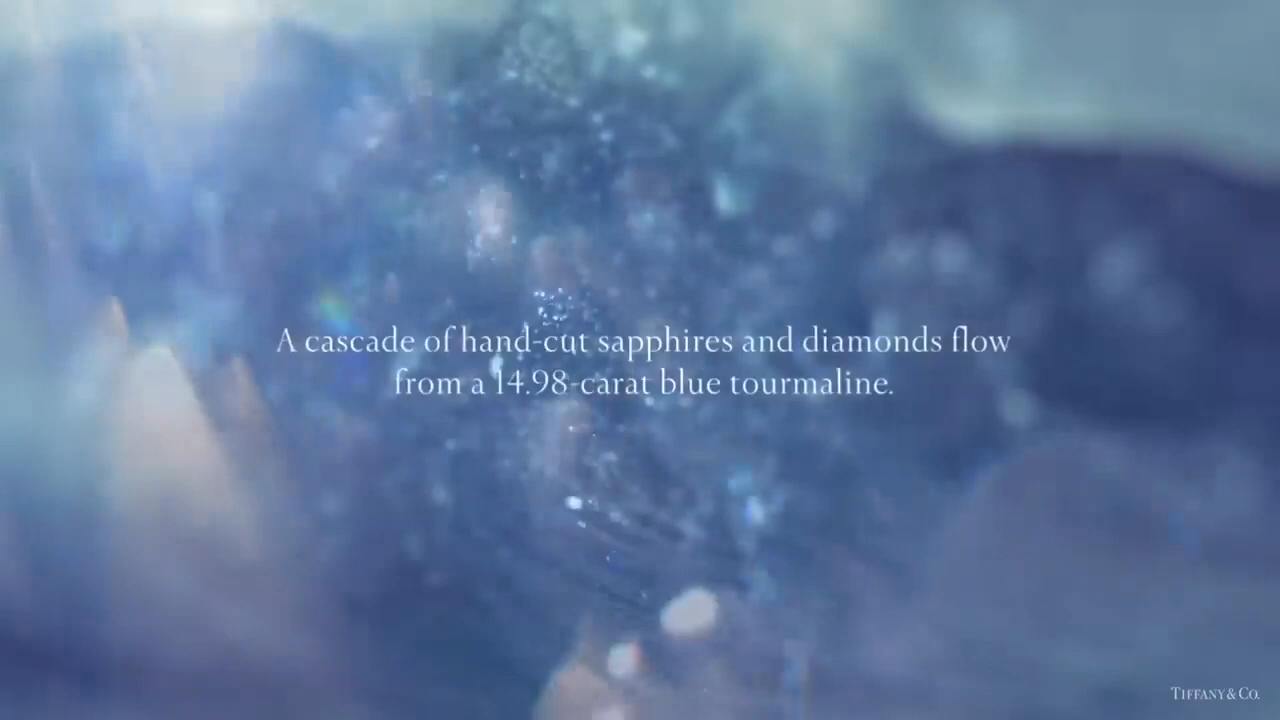 A cascade of hand-cut sapphires and diamonds flow
from a 14.98-carat blue tourmaline.
TIFFANY & CO.